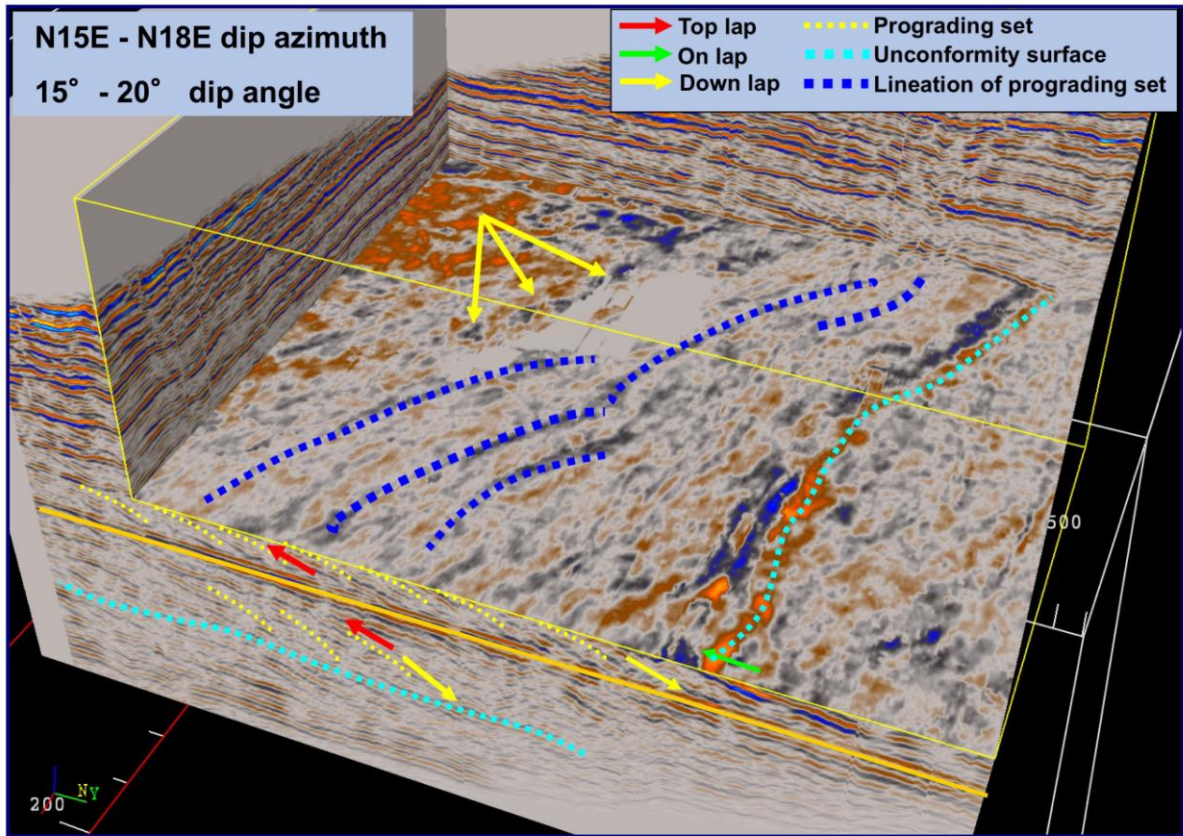 N15E - N18E dip azimuth
15° - 20° dip angle
Top lap
On lap
Down lap
Prograding set
Unconformity surface
Lineation of prograding set
500
N Y
200